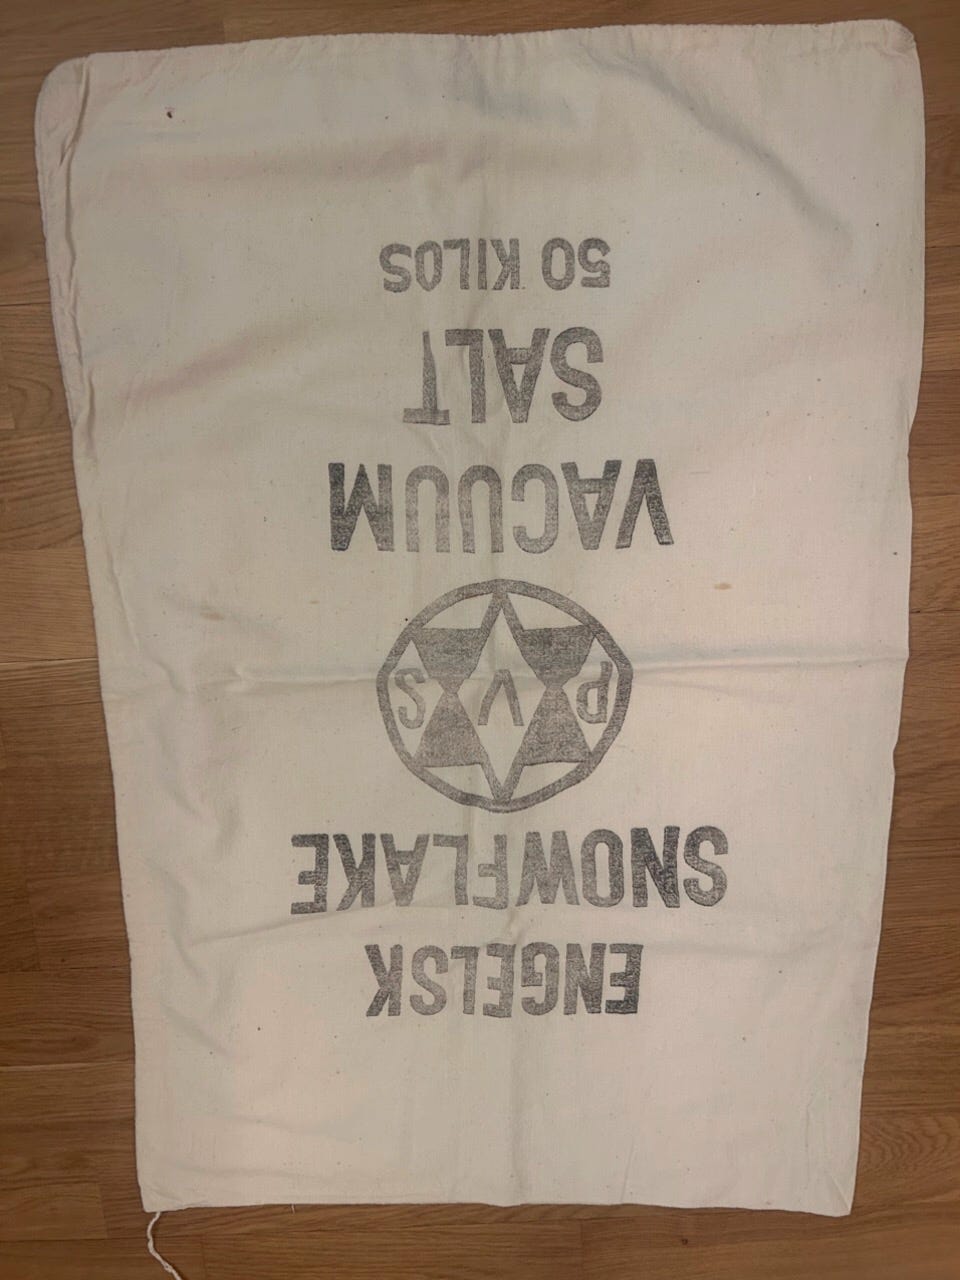 ENGELSK
SNOWFLAKE
P V S
VACUUM
SALT
50 KILOS